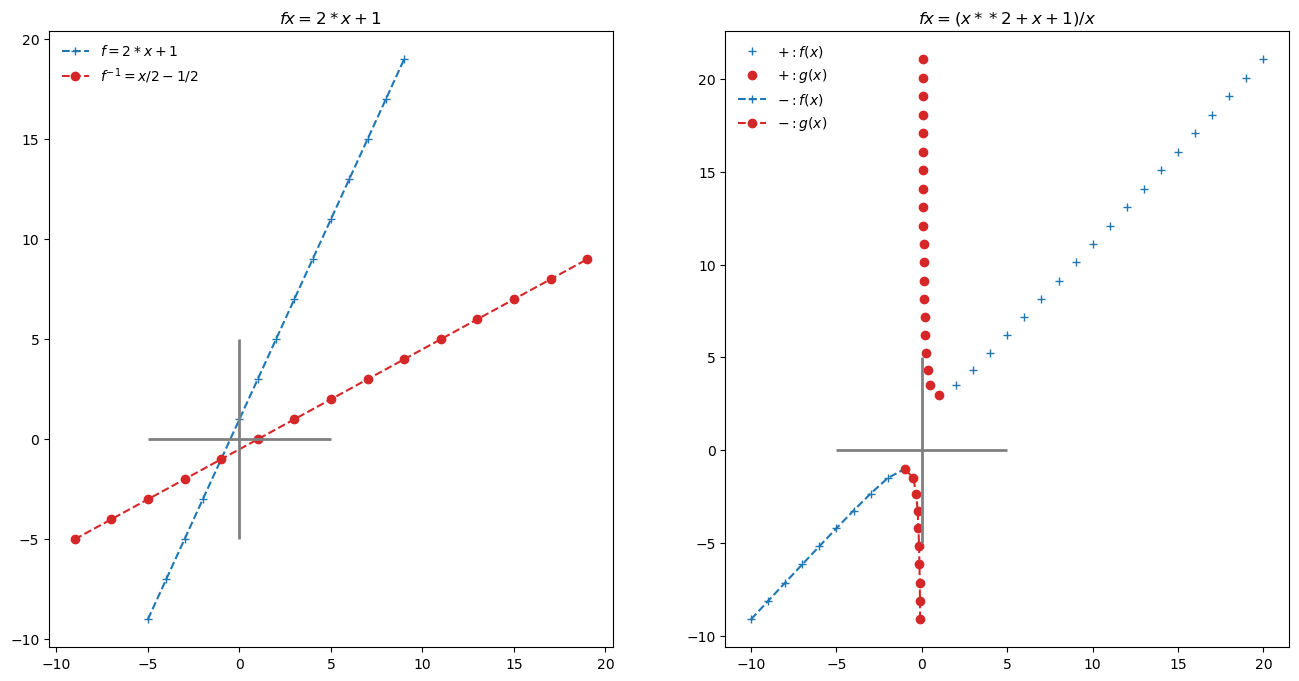 fx = 2 * x + 1
f = 2 * x + 1
f⁻¹ = x/2 − 1/2
20
15
10
5
0
−5
−10
−10 −5 0 5 10 15 20
fx = (x * * 2 + x + 1)/x
+ : f(x)
+ : g(x)
− : f(x)
− : g(x)
20
15
10
5
0
−5
−10
−10 −5 0 5 10 15 20